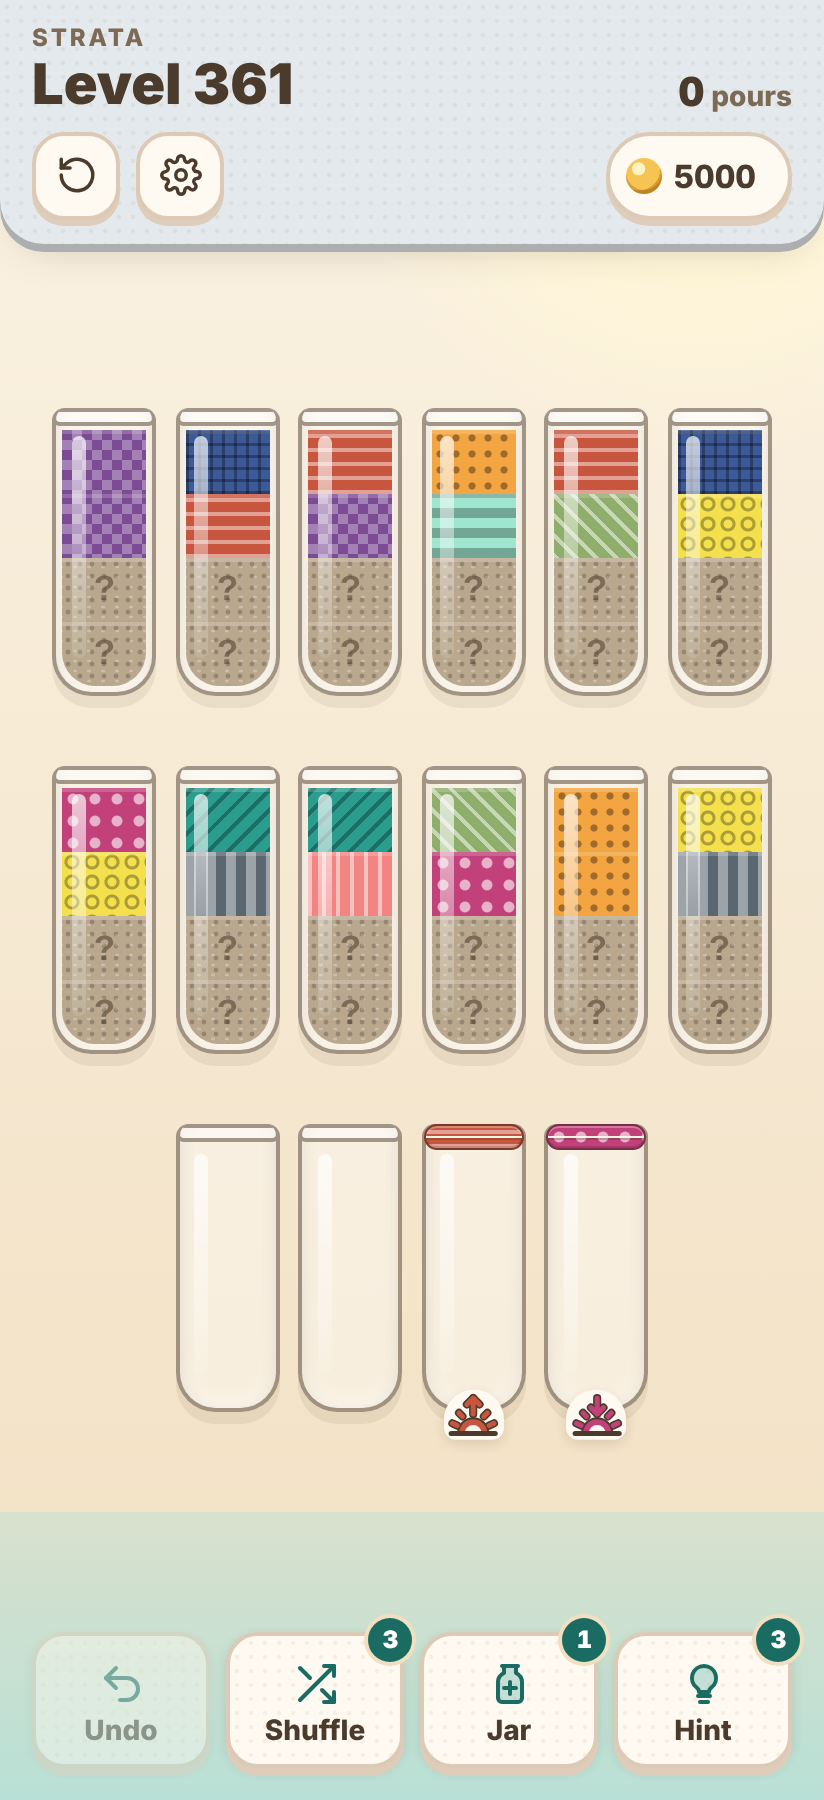 STRATA
Level 361
0 pours
5000
? ? ? ? ? ?
? ? ? ? ? ?
? ? ? ? ? ?
? ? ? ? ? ?
3
1
3
Undo
Shuffle
Jar
Hint